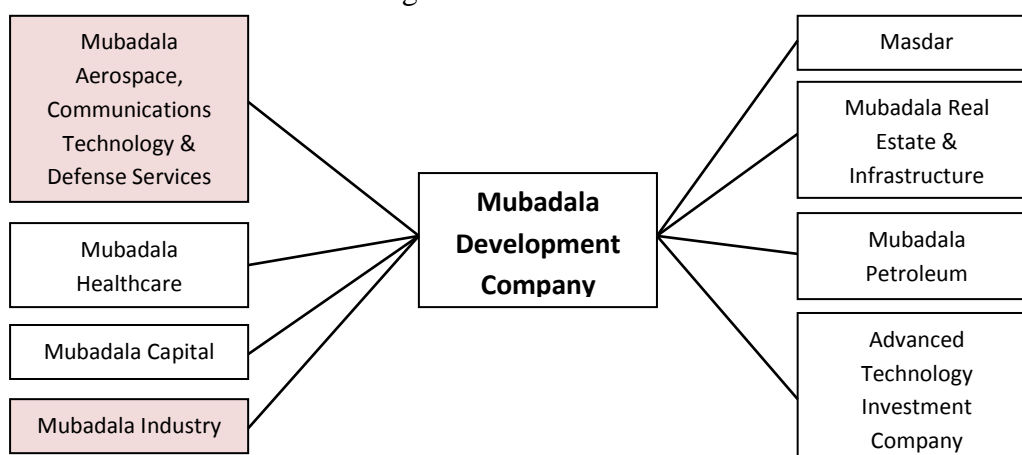 Mubadala
Aerospace,
Communications
Technology &
Defense Services
Mubadala
Healthcare
Mubadala Capital
Mubadala Industry
Mubadala
Development
Company
Masdar
Mubadala Real
Estate &
Infrastructure
Mubadala
Petroleum
Advanced
Technology
Investment
Company